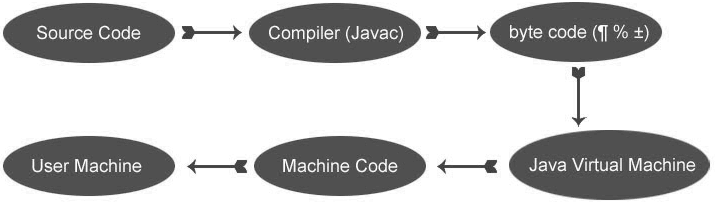 Source Code
Compiler (Javac)
byte code (¶ % ±)
Java Virtual Machine
Machine Code
User Machine